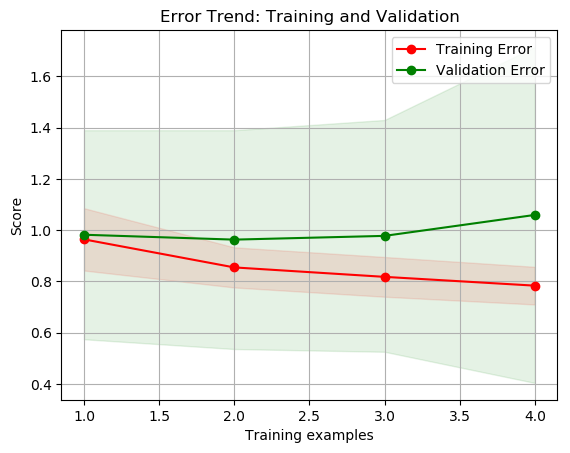 Error Trend: Training and Validation
Training Error
Validation Error
Score
1.6
1.4
1.2
1.0
0.8
0.6
0.4
1.0
1.5
2.0
2.5
3.0
3.5
4.0
Training examples